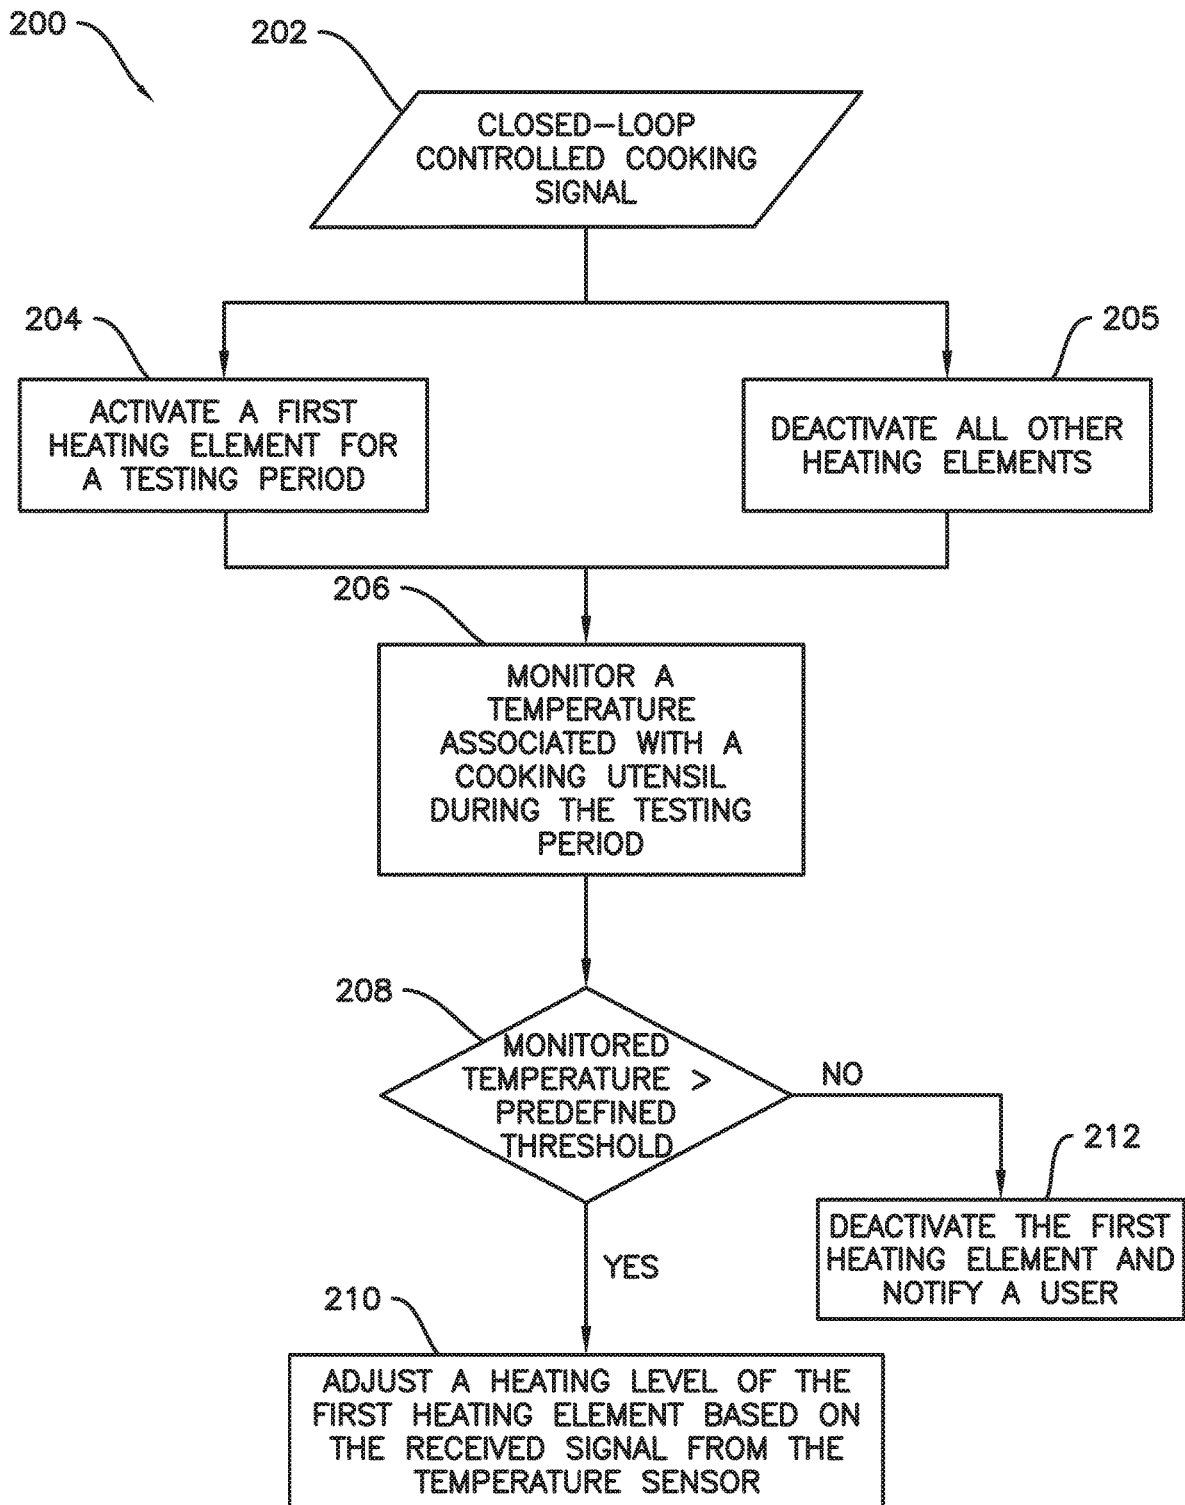 200
202
CLOSED-LOOP
CONTROLLED COOKING
SIGNAL
204
205
ACTIVATE A FIRST
HEATING ELEMENT FOR
A TESTING PERIOD
DEACTIVATE ALL OTHER
HEATING ELEMENTS
206
MONITOR A
TEMPERATURE
ASSOCIATED WITH A
COOKING UTENSIL
DURING THE TESTING
PERIOD
208
MONITORED
TEMPERATURE >
PREDEFINED
THRESHOLD
NO
212
DEACTIVATE THE FIRST
HEATING ELEMENT AND
NOTIFY A USER
YES
210
ADJUST A HEATING LEVEL OF THE
FIRST HEATING ELEMENT BASED ON
THE RECEIVED SIGNAL FROM THE
TEMPERATURE SENSOR